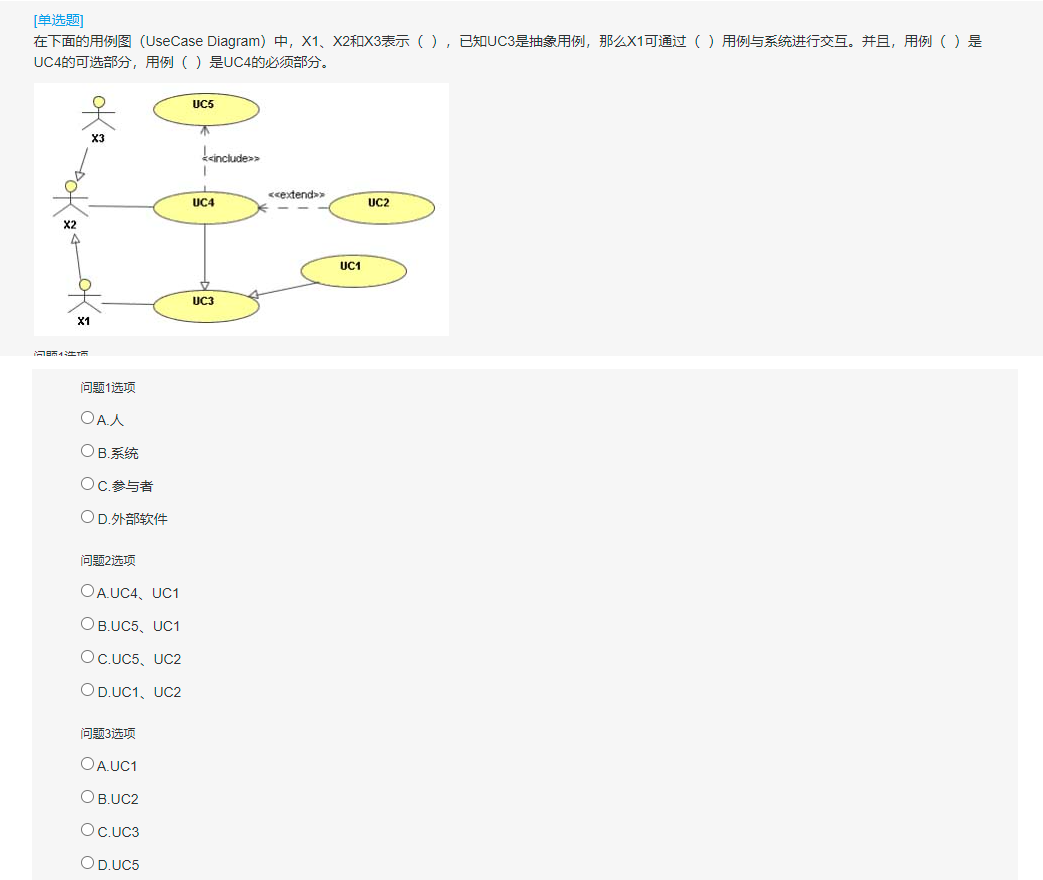 [单选题]
在下面的用例图（UseCase Diagram）中，X1、X2和X3表示（ ），已知UC3是抽象用例，那么X1可通过（ ）用例与系统进行交互。并且，用例（ ）是
UC4的可选部分，用例（ ）是UC4的必须部分。
UC5
X3
<<include>>
<<extend>>
UC4
UC2
X2
UC1
UC3
X1
问题1选项
问题1选项
A.人
B.系统
C.参与者
D.外部软件
问题2选项
A.UC4、UC1
B.UC5、UC1
C.UC5、UC2
D.UC1、UC2
问题3选项
A.UC1
B.UC2
C.UC3
D.UC5